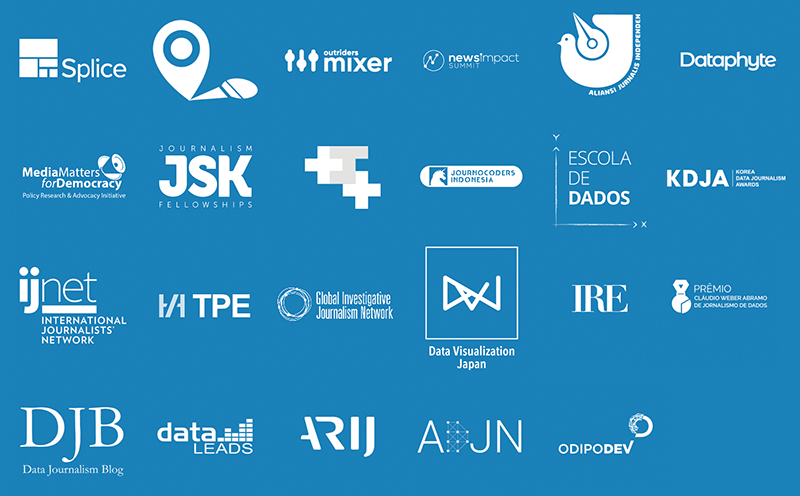 Splice
outriders
mixer
newsimpact
SUMMIT
ALIANSI JURNALIS INDEPENDEN
Dataphyte
MediaMatters
forDemocracy
Policy Research & Advocacy Initiative
JOURNALISM
JSK
FELLOWSHIPS
JOURNOCODERS
INDONESIA
Y
ESCOLA
DE
DADOS
X
KDJA
KOREA
DATA JOURNALISM
AWARDS
ijnet
INTERNATIONAL
JOURNALISTS'
NETWORK
H/H TPE
Global Investigative
Journalism Network
Data Visualization
Japan
IRE
PRÊMIO
CLÁUDIO WEBER ABRAMO
DE JORNALISMO DE DADOS
DJB
Data Journalism Blog
data
LEADS
ARIJ
ADJN
ODIPODEV